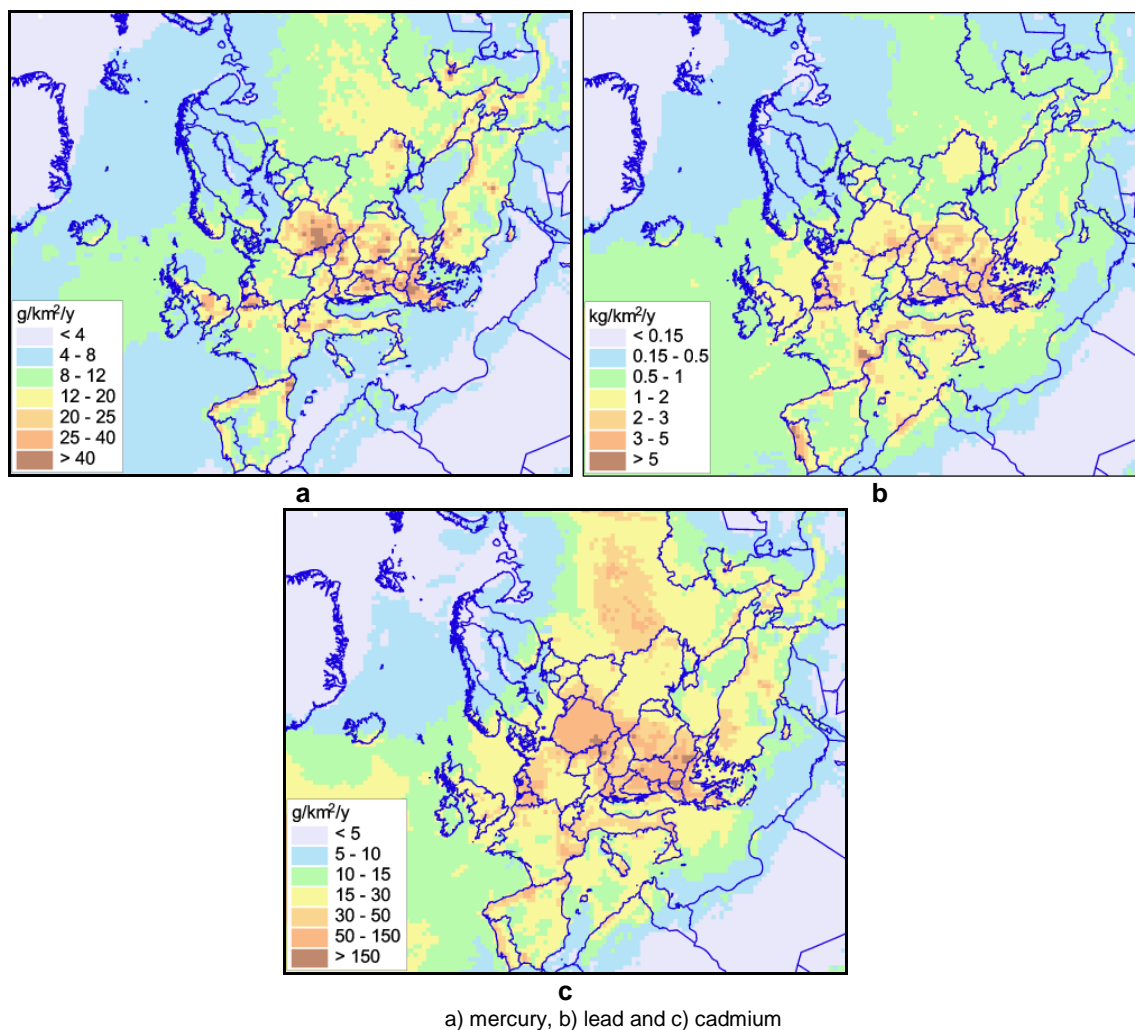 g/km²/y
< 4
4 - 8
8 - 12
12 - 20
20 - 25
25 - 40
> 40
a
kg/km²/y
< 0.15
0.15 - 0.5
0.5 - 1
1 - 2
2 - 3
3 - 5
> 5
b
g/km²/y
< 5
5 - 10
10 - 15
15 - 30
30 - 50
50 - 150
> 150
c
a) mercury, b) lead and c) cadmium